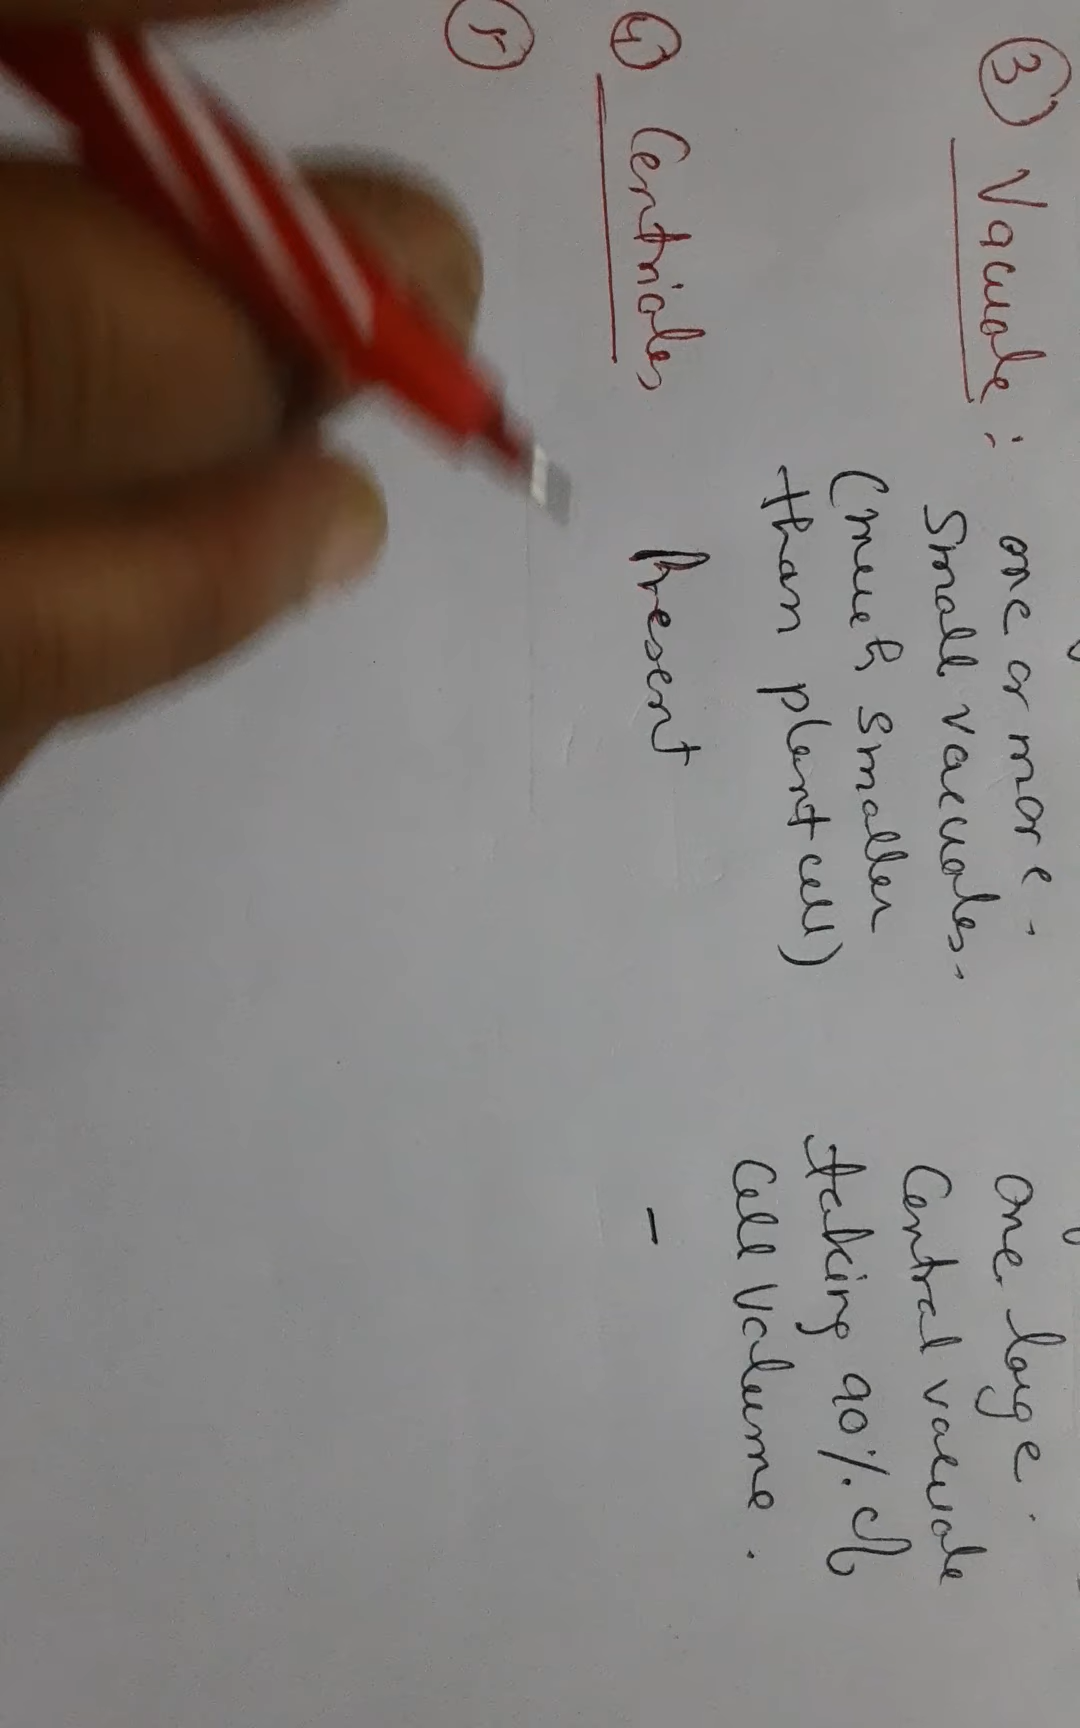 ③ Vacuole : one or more. One large.
small vacuoles. Central vacuole
(much smaller taking 90% of
than plant cell) Cell volume.
④ Centrioles Present -
⑤